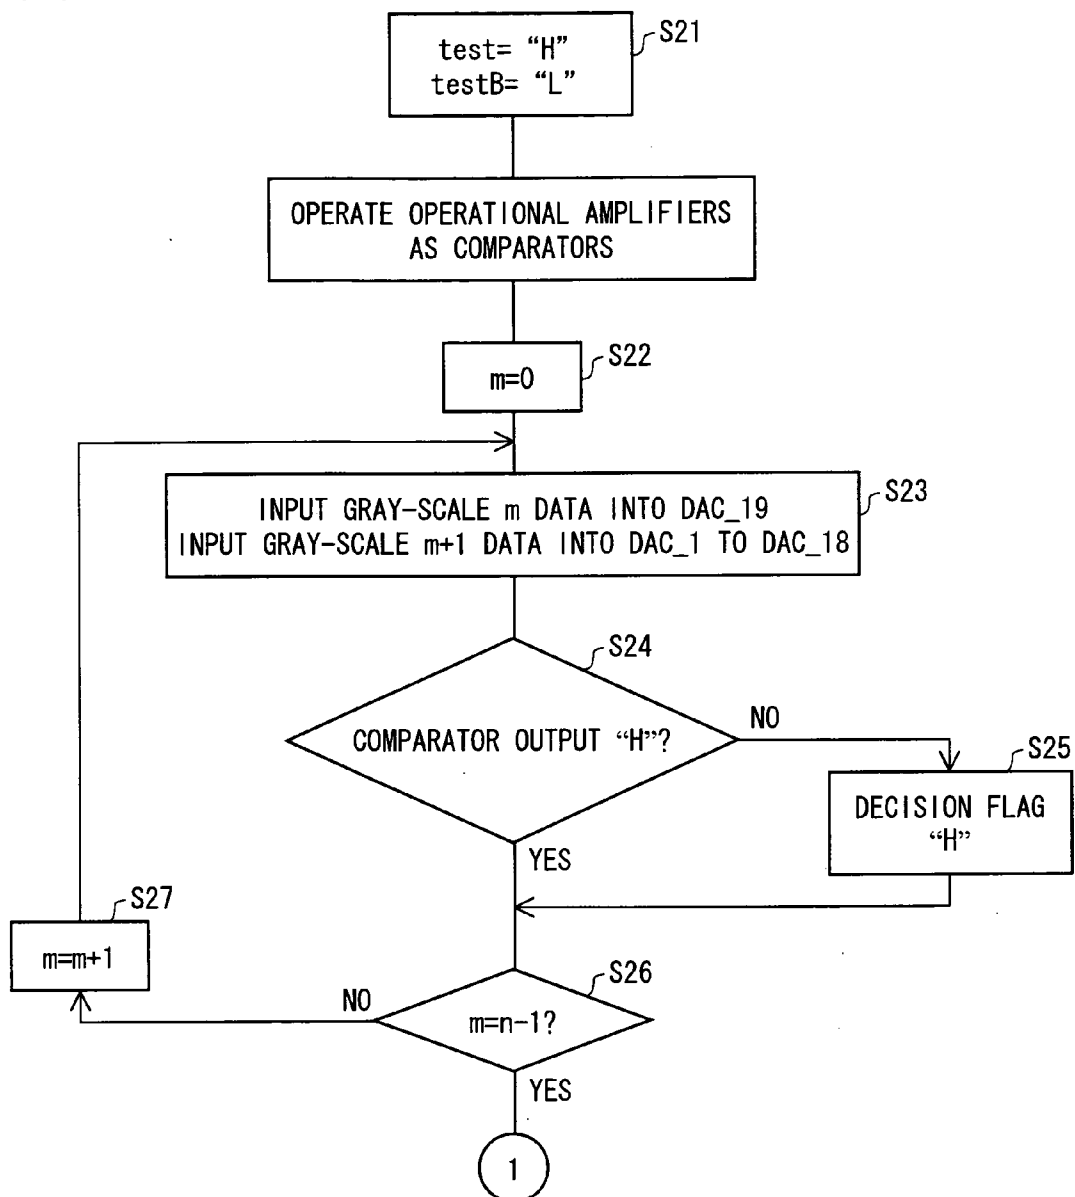 S21
test= “H”
testB= “L”
OPERATE OPERATIONAL AMPLIFIERS
AS COMPARATORS
S22
m=0
S23
INPUT GRAY-SCALE m DATA INTO DAC_19
INPUT GRAY-SCALE m+1 DATA INTO DAC_1 TO DAC_18
S24
COMPARATOR OUTPUT “H”?
NO
S25
DECISION FLAG
“H”
YES
S27
m=m+1
S26
NO
m=n-1?
YES
1